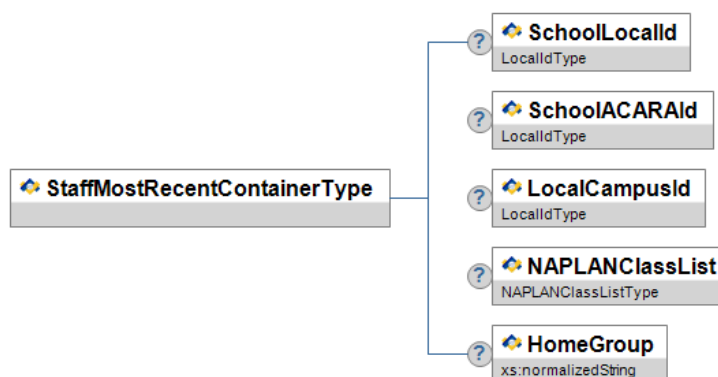 SchoolLocalId
LocalIdType
SchoolACARAId
LocalIdType
StaffMostRecentContainerType
LocalCampusId
LocalIdType
NAPLANClassList
NAPLANClassListType
HomeGroup
xs:normalizedString
?
?
?
?
?